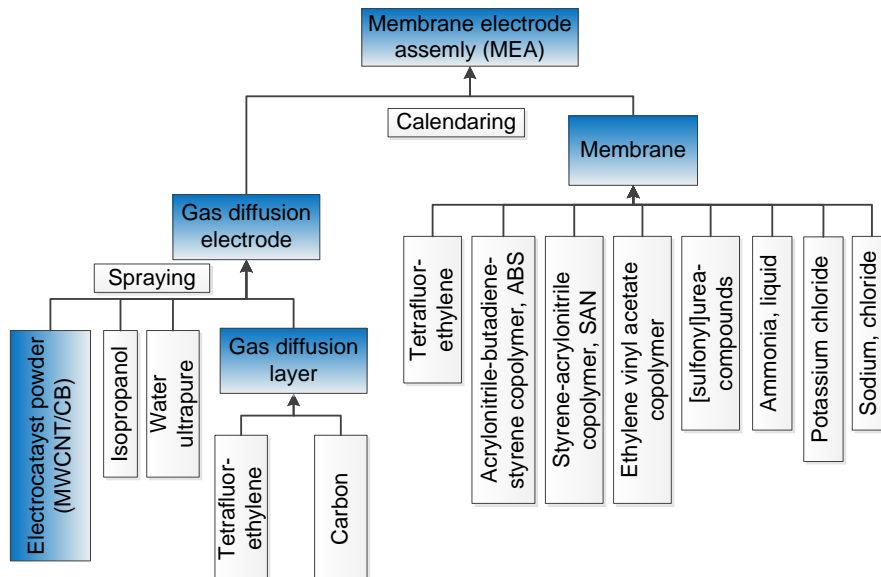 Membrane electrode
assemly (MEA)
Calendaring
Membrane
Gas diffusion
electrode
Spraying
Tetrafluor-
ethylene
Acrylonitrile-butadiene-
styrene copolymer, ABS
Styrene-acrylonitrile
copolymer, SAN
Ethylene vinyl acetate
copolymer
[sulfonyl]urea-
compounds
Ammonia, liquid
Potassium chloride
Sodium, chloride
Electrocatayst powder
(MWCNT/CB)
Isopropanol
Water
ultrapure
Gas diffusion
layer
Tetrafluor-
ethylene
Carbon